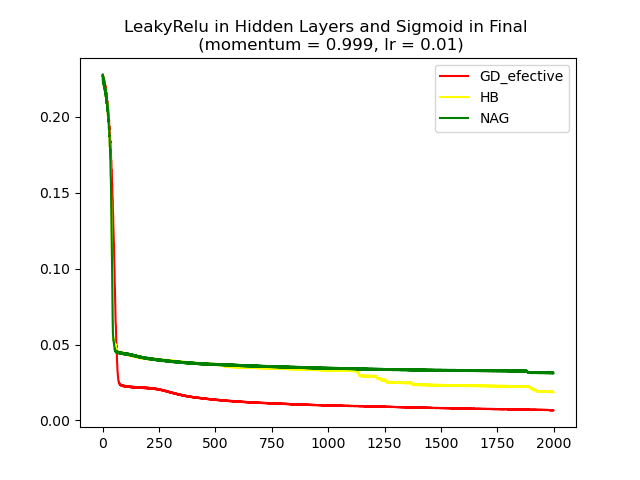 LeakyRelu in Hidden Layers and Sigmoid in Final
(momentum = 0.999, lr = 0.01)
GD_efective
HB
NAG
0.20
0.15
0.10
0.05
0.00
0 250 500 750 1000 1250 1500 1750 2000